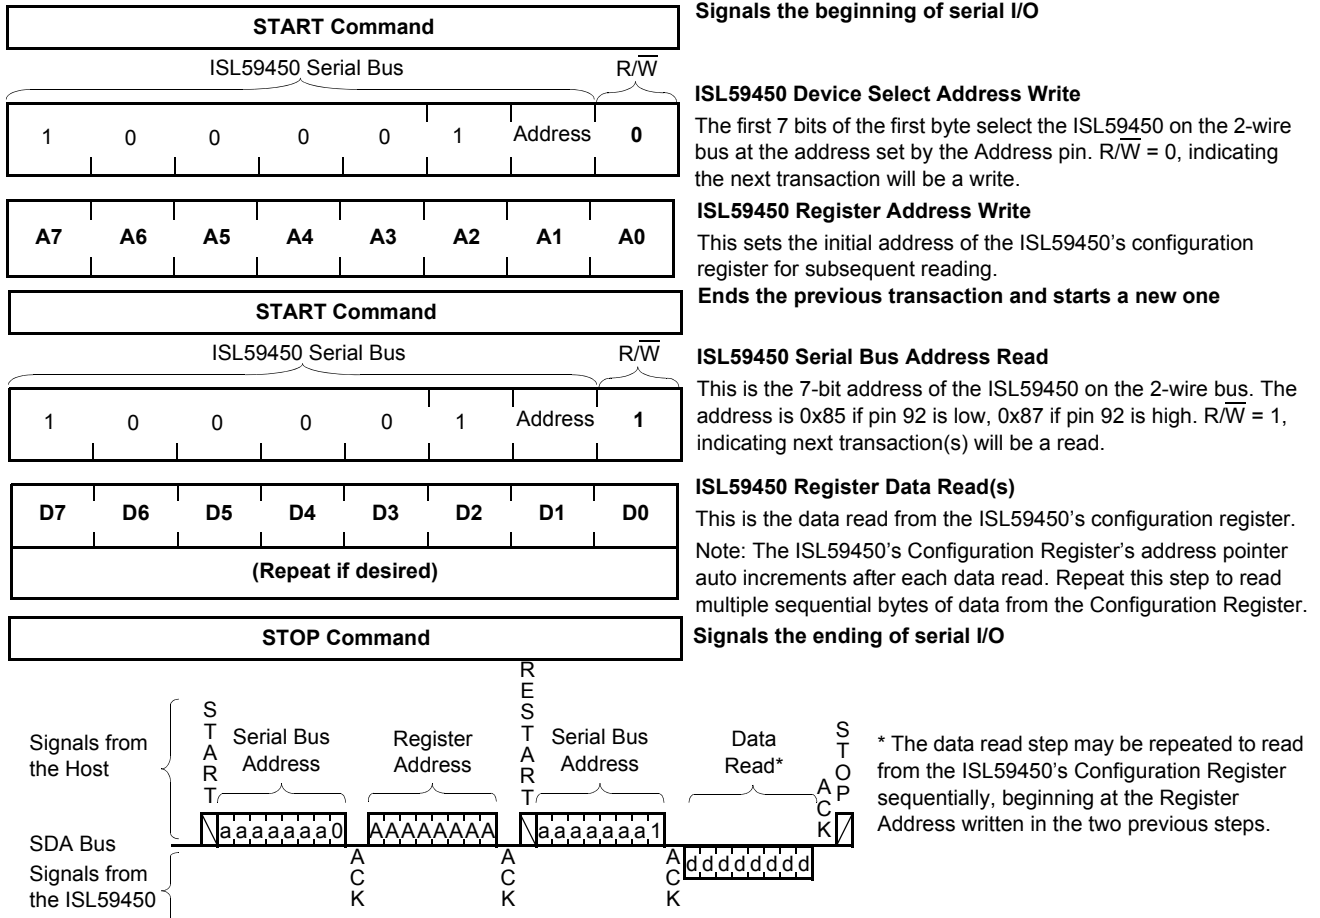 START Command
Signals the beginning of serial I/O
ISL59450 Serial Bus
R/W̅
1 0 0 0 0 1 Address 0
ISL59450 Device Select Address Write
The first 7 bits of the first byte select the ISL59450 on the 2-wire
bus at the address set by the Address pin. R/W̅ = 0, indicating
the next transaction will be a write.
A7 A6 A5 A4 A3 A2 A1 A0
ISL59450 Register Address Write
This sets the initial address of the ISL59450's configuration
register for subsequent reading.
START Command
Ends the previous transaction and starts a new one
ISL59450 Serial Bus
R/W̅
1 0 0 0 0 1 Address 1
ISL59450 Serial Bus Address Read
This is the 7-bit address of the ISL59450 on the 2-wire bus. The
address is 0x85 if pin 92 is low, 0x87 if pin 92 is high. R/W̅ = 1,
indicating next transaction(s) will be a read.
D7 D6 D5 D4 D3 D2 D1 D0
(Repeat if desired)
ISL59450 Register Data Read(s)
This is the data read from the ISL59450's configuration register.
Note: The ISL59450's Configuration Register's address pointer
auto increments after each data read. Repeat this step to read
multiple sequential bytes of data from the Configuration Register.
STOP Command
Signals the ending of serial I/O
Signals from
the Host
START
Serial Bus
Address
Register
Address
RESTART
Serial Bus
Address
Data
Read*
ACK
STOP
* The data read step may be repeated to read
from the ISL59450's Configuration Register
sequentially, beginning at the Register
Address written in the two previous steps.
SDA Bus
aaaaaaa0
AAAAAAAA
aaaaaaa1
Signals from
the ISL59450
ACK
ACK
ACK
dddddddd